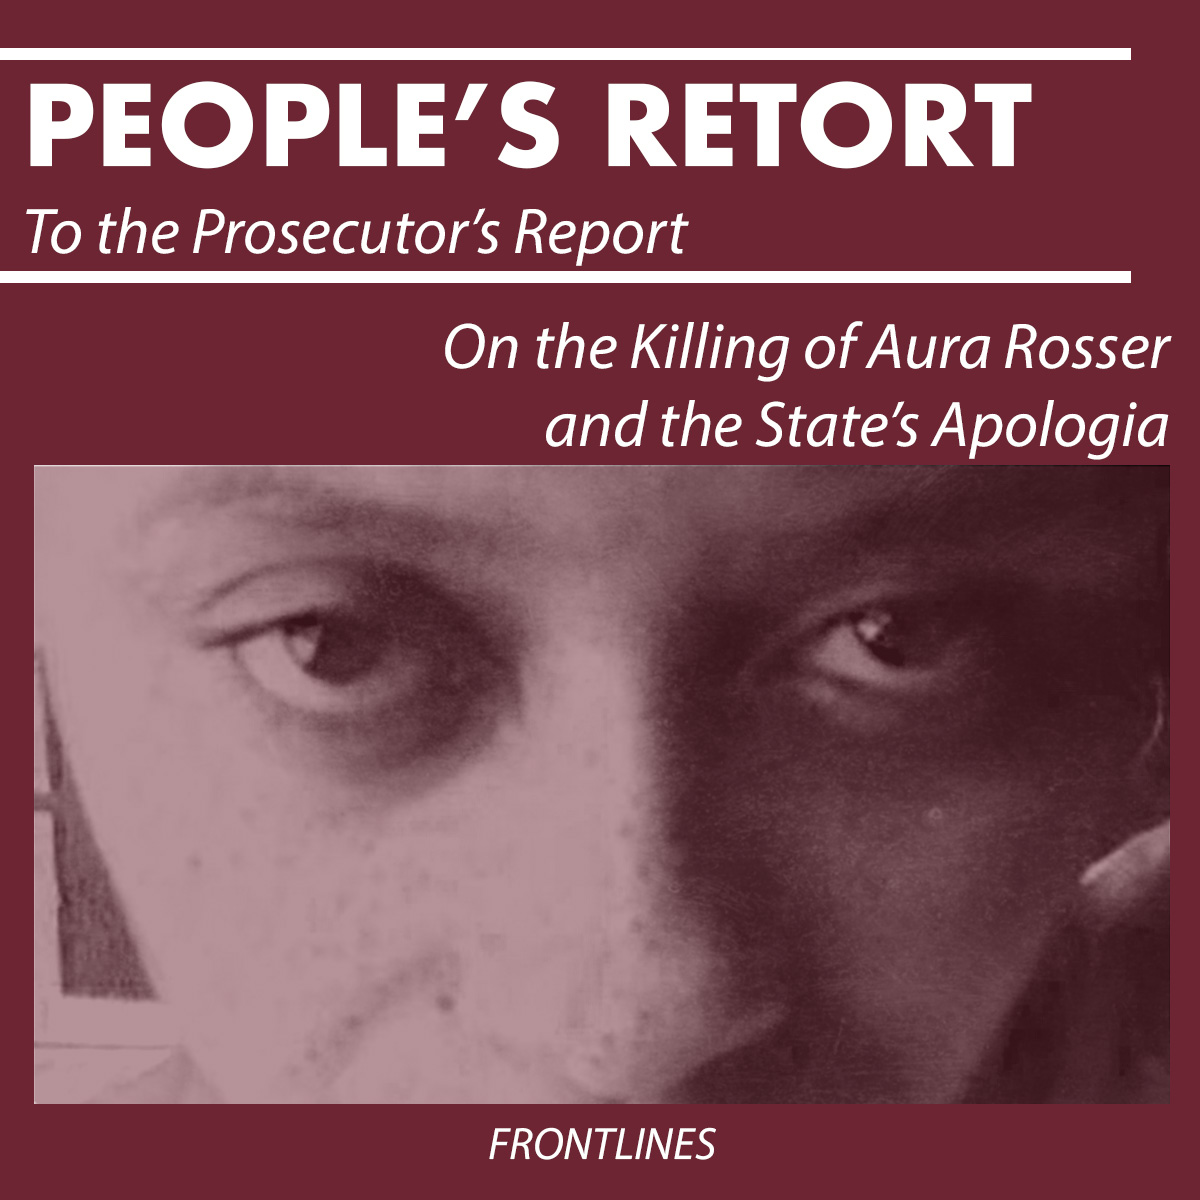 PEOPLE’S RETORT
To the Prosecutor’s Report
On the Killing of Aura Rosser
and the State’s Apologia
FRONTLINES